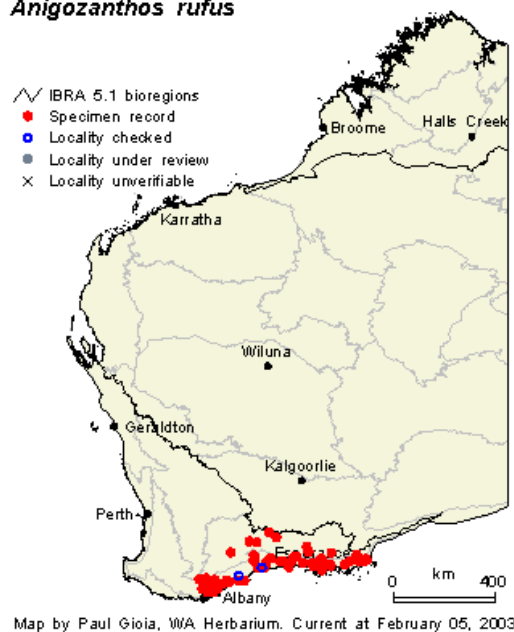 Anigozanthos rufus
IBRA 5.1 bioregions
Specimen record
Locality checked
Locality under review
Locality unverifiable
Broome
Halls Creek
Karratha
Wiluna
Geraldton
Kalgoorlie
Perth
Esperance
Albany
km
0 400
Map by Paul Gioia, WA Herbarium. Current at February 05, 2003